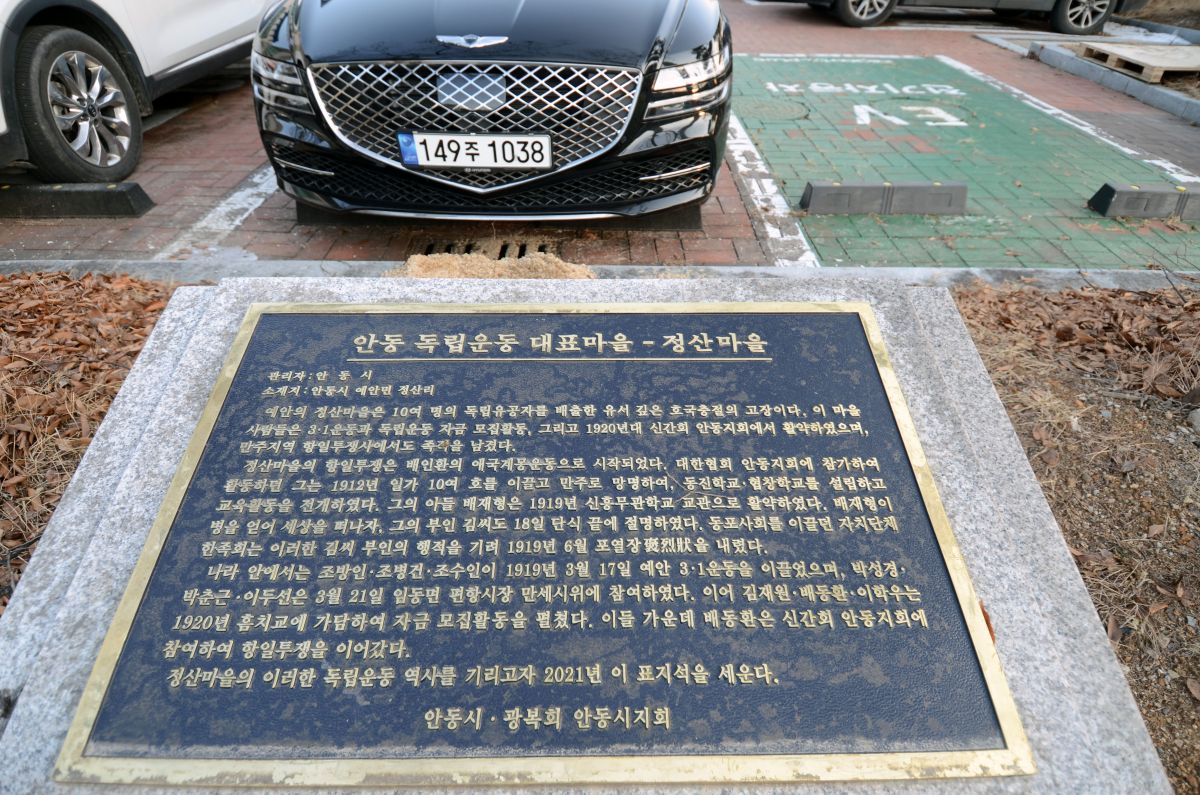 149주 1038
전기자동차
EV
안동 독립운동 대표마을 - 정산마을
관리자 : 안 동 시
소재지 : 안동시 예안면 정산리
예안의 정산마을은 10여 명의 독립유공자를 배출한 유서 깊은 호국충절의 고장이다. 이 마을
사람들은 3·1운동과 독립운동 자금 모집활동, 그리고 1920년대 신간회 안동지회에서 활약하였으며,
만주지역 항일투쟁사에서도 족적을 남겼다.
정산마을의 항일투쟁은 배인환의 애국계몽운동으로 시작되었다. 대한협회 안동지회에 참가하여
활동하던 그는 1912년 일가 10여 호를 이끌고 만주로 망명하여, 동진학교·협창학교를 설립하고
교육활동을 전개하였다. 그의 아들 배재형은 1919년 신흥무관학교 교관으로 활약하였다. 배재형이
병을 얻어 세상을 떠나자, 그의 부인 김씨도 18일 단식 끝에 절명하였다. 동포사회를 이끌던 자치단체
한족회는 이러한 김씨 부인의 행적을 기려 1919년 6월 포열장 褒烈狀을 내렸다.
나라 안에서는 조방인·조병건·조수인이 1919년 3월 17일 예안 3·1운동을 이끌었으며, 박성경·
박춘근·이두선은 3월 21일 임동면 편항시장 만세시위에 참여하였다. 이어 김재원·배동환·이학우는
1920년 흠치교에 가담하여 자금 모집활동을 펼쳤다. 이들 가운데 배동환은 신간회 안동지회에
참여하여 항일투쟁을 이어갔다.
정산마을의 이러한 독립운동 역사를 기리고자 2021년 이 표지석을 세운다.
안동시 · 광복회 안동시지회